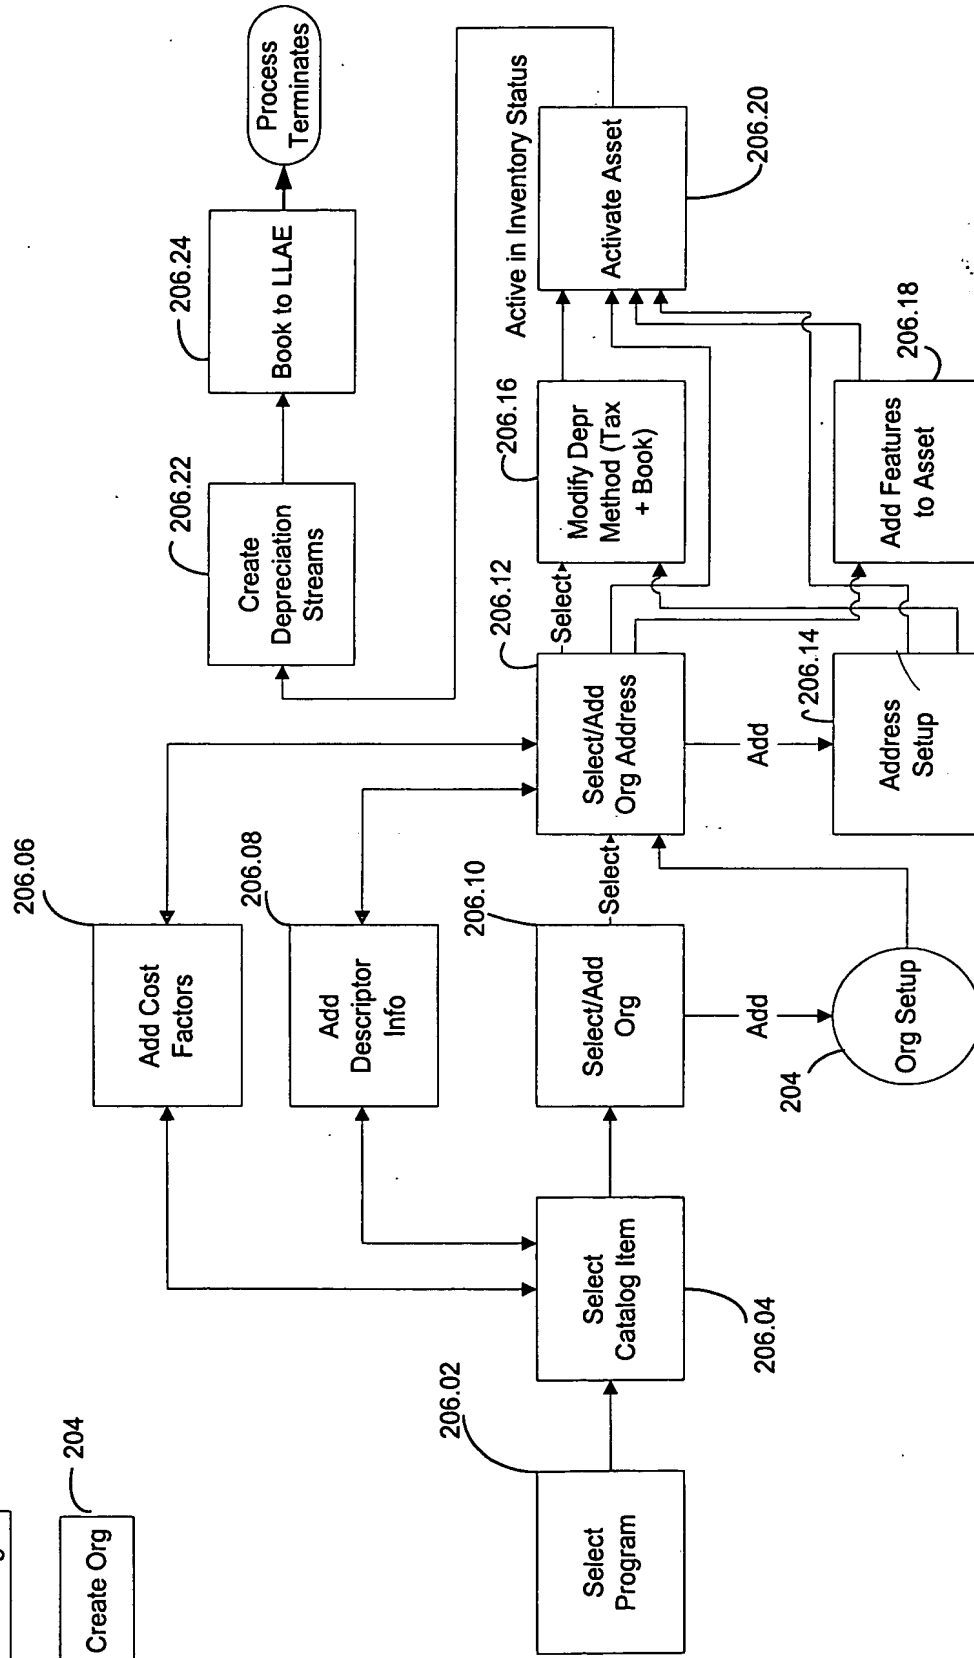 Create Org
204
Select
Program
206.02
Select
Catalog Item
206.04
Add Cost
Factors
206.06
Add
Descriptor
Info
206.08
Select/Add
Org
206.10
Select
Add
Org Setup
204
Select/Add
Org Address
206.12
Select
Add
Address
Setup
206.14
Modify Depr
Method (Tax
+ Book)
206.16
Add Features
to Asset
206.18
Active in Inventory Status
Activate Asset
206.20
Create
Depreciation
Streams
206.22
Book to LLAE
206.24
Process
Terminates